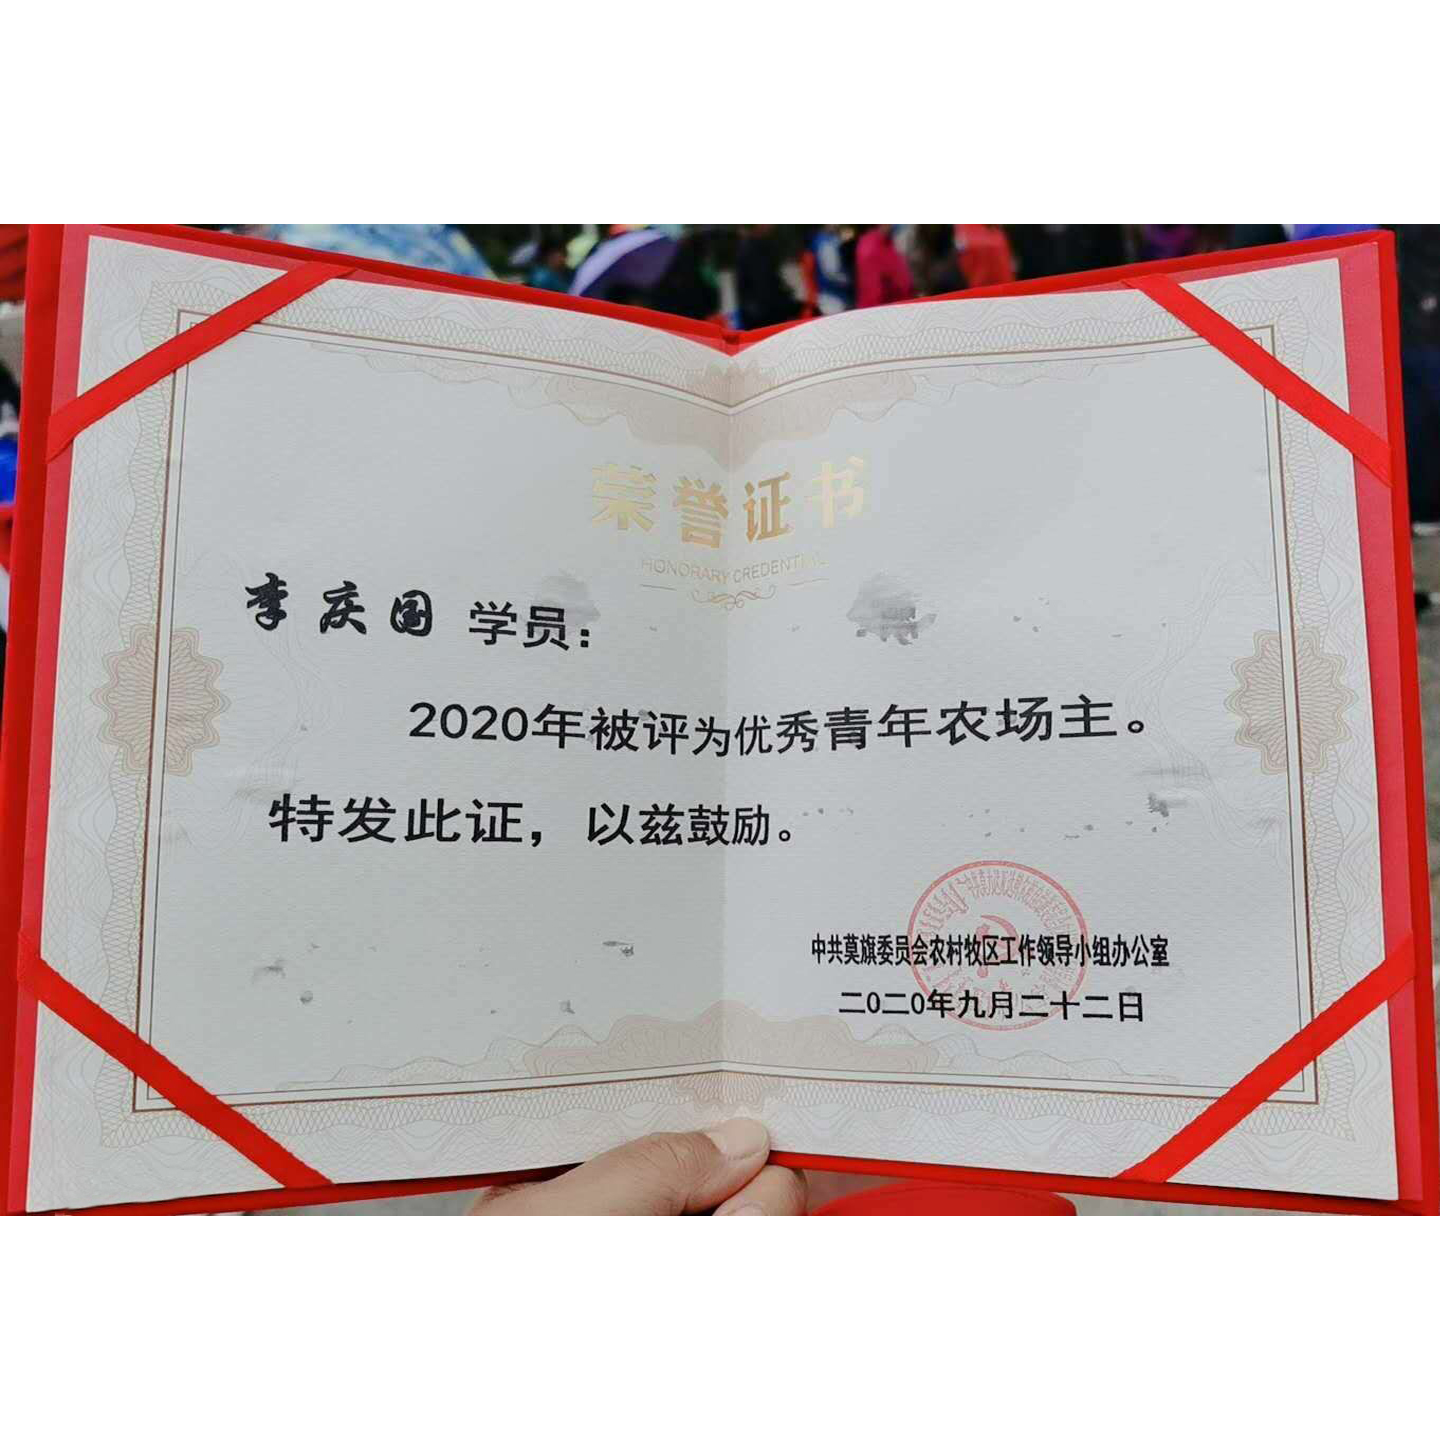 荣誉证书
HONORARY CREDENTIAL
李庆国 学员：
2020年被评为优秀青年农场主。
特发此证，以兹鼓励。
中共莫旗委员会农村牧区工作领导小组办公室
二0二0年九月二十二日